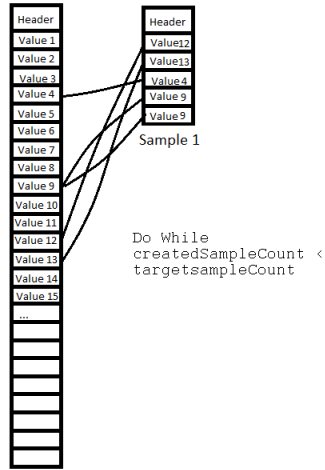 Header
Value 1
Value 2
Value 3
Value 4
Value 5
Value 6
Value 7
Value 8
Value 9
Value 10
Value 11
Value 12
Value 13
Value 14
Value 15
...
Header
Value12
Value13
Value 4
Value 9
Value 9
Sample 1
Do While
createdSampleCount <
targetsampleCount